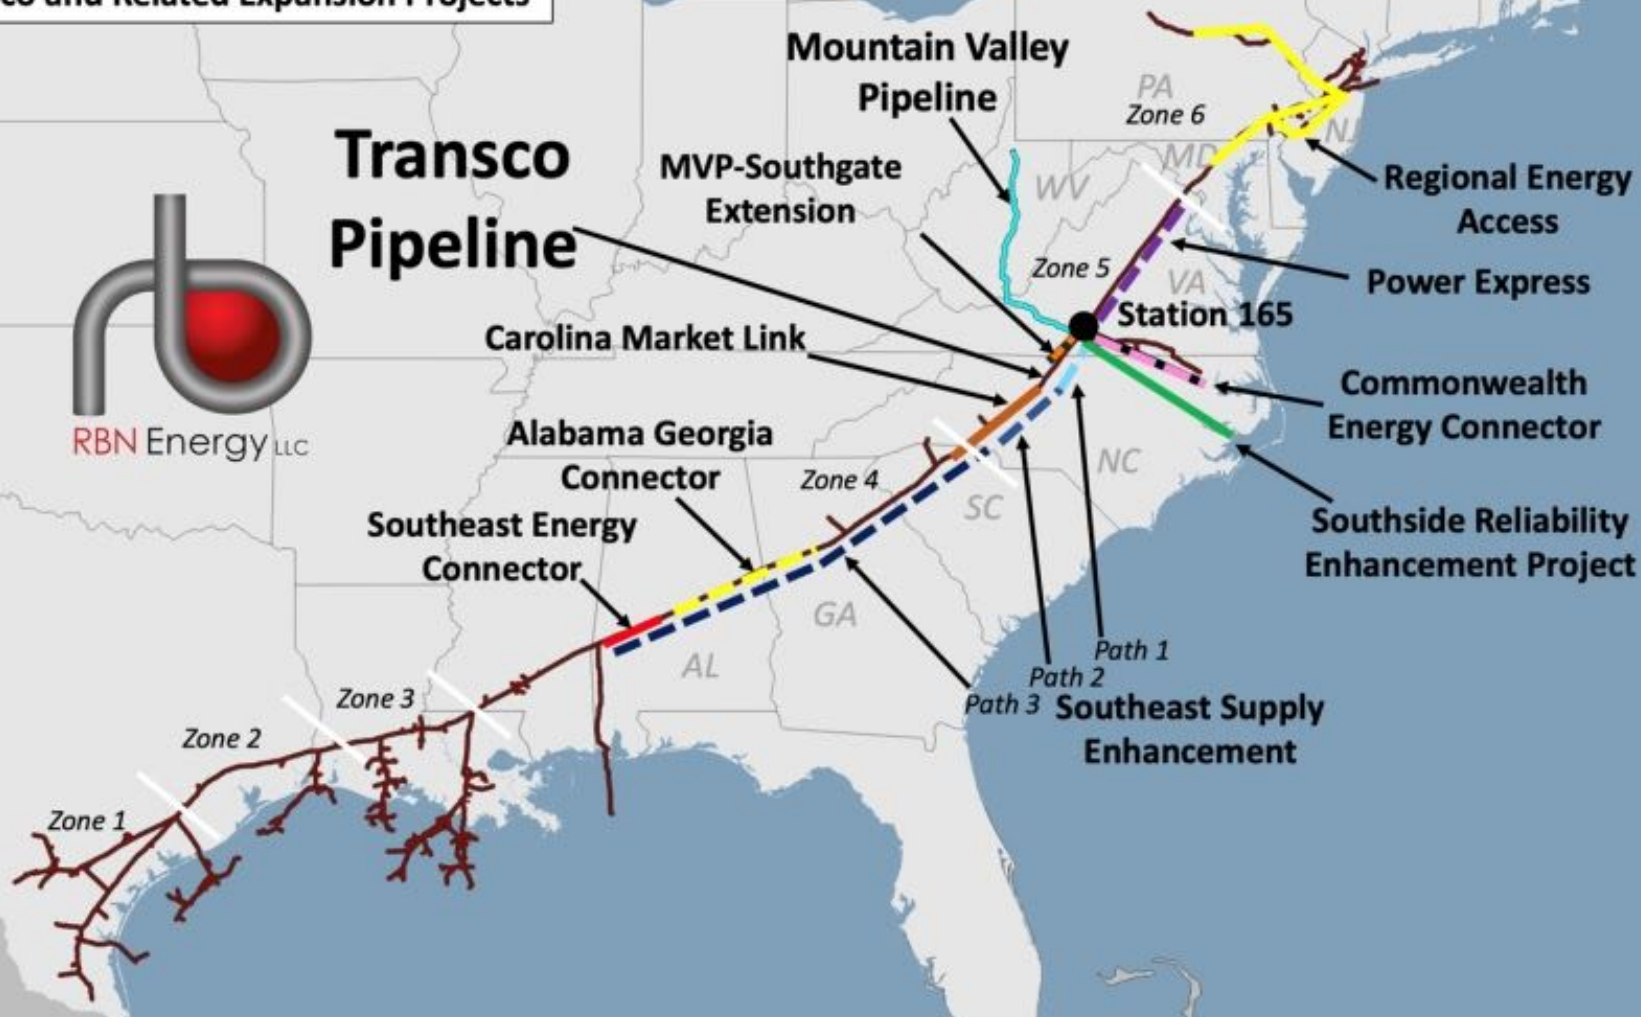 and Related Expansion Projects
Mountain Valley
Pipeline
PA
Zone 6
NJ
MD
Transco
Pipeline
MVP-Southgate
Extension
WV
Regional Energy
Access
Zone 5
VA
Power Express
Station 165
Carolina Market Link
Commonwealth
Energy Connector
RBN Energy LLC
Alabama Georgia
Connector
Zone 4
NC
SC
Southeast Energy
Connector
Southside Reliability
Enhancement Project
GA
AL
Path 1
Path 2
Path 3
Southeast Supply
Enhancement
Zone 3
Zone 2
Zone 1